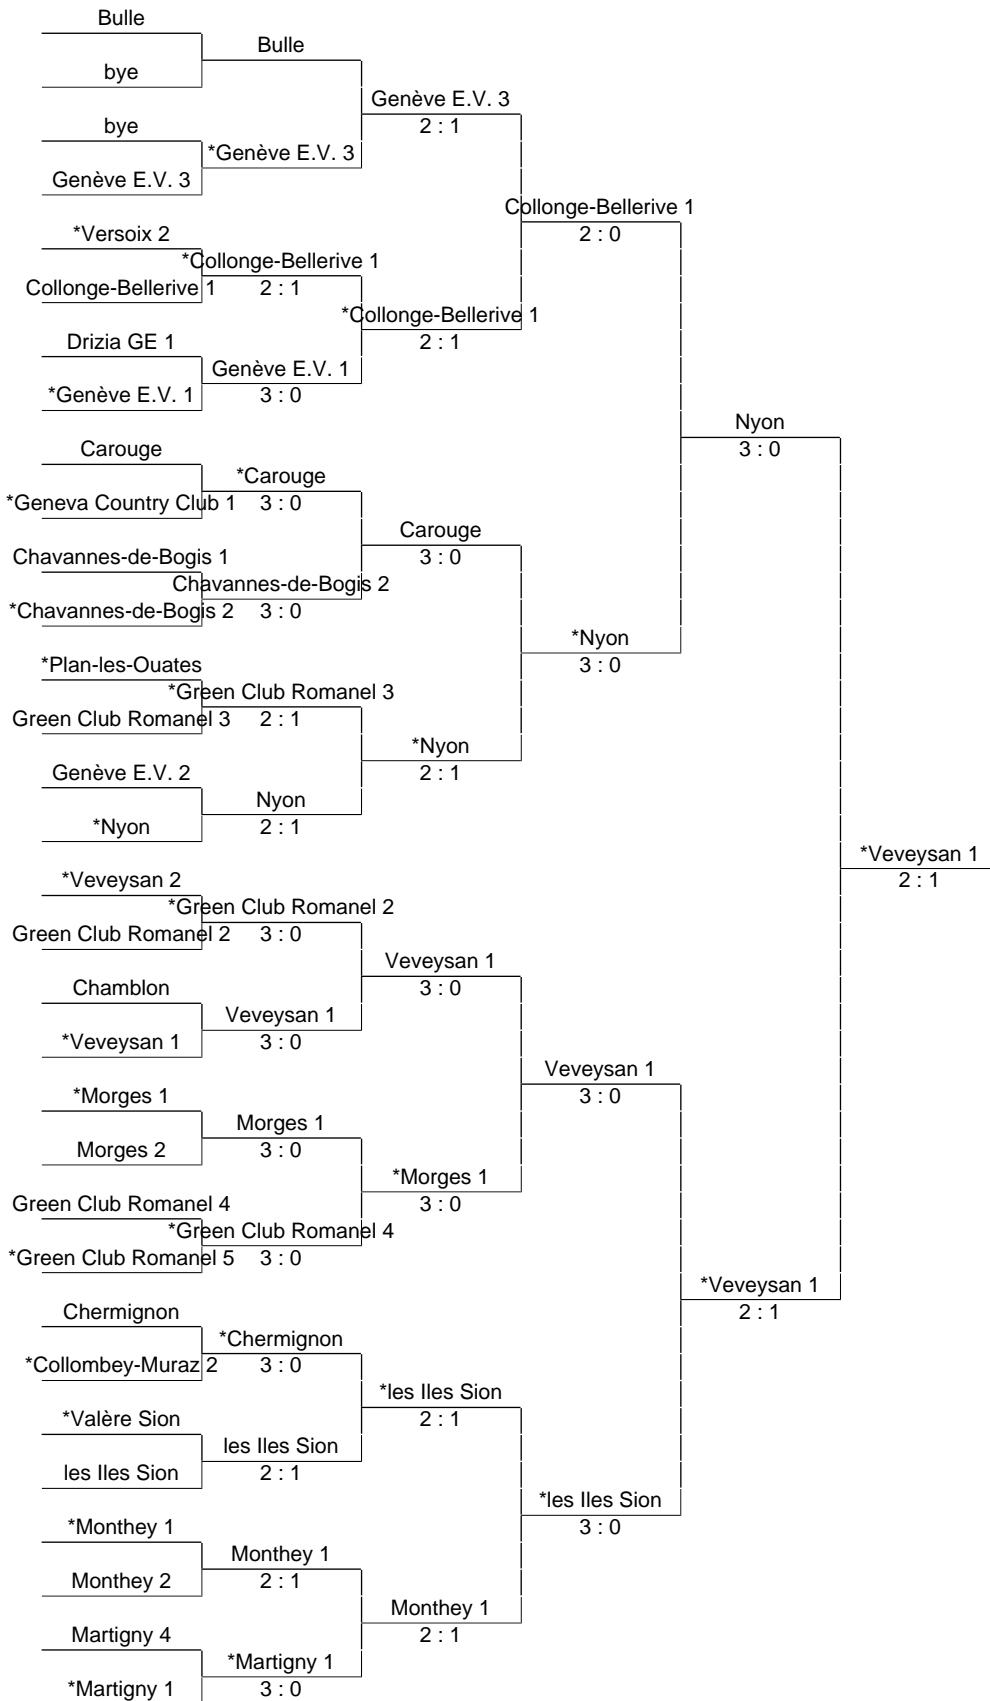 Bulle
Bulle
bye
Genève E.V. 3
2 : 1
bye
*Genève E.V. 3
Genève E.V. 3
Collonge-Bellerive 1
2 : 0
*Versoix 2
*Collonge-Bellerive 1
Collonge-Bellerive 1
2 : 1
*Collonge-Bellerive 1
2 : 1
Drizia GE 1
Genève E.V. 1
*Genève E.V. 1
3 : 0
Nyon
3 : 0
Carouge
*Carouge
*Geneva Country Club 1
3 : 0
Carouge
3 : 0
Chavannes-de-Bogis 1
Chavannes-de-Bogis 2
*Chavannes-de-Bogis 2
3 : 0
*Nyon
3 : 0
*Plan-les-Ouates
*Green Club Romanel 3
Green Club Romanel 3
2 : 1
*Nyon
2 : 1
Genève E.V. 2
Nyon
*Nyon
2 : 1
*Veveysan 1
2 : 1
*Veveysan 2
*Green Club Romanel 2
Green Club Romanel 2
3 : 0
Veveysan 1
3 : 0
Chamblon
Veveysan 1
*Veveysan 1
3 : 0
Veveysan 1
3 : 0
*Morges 1
Morges 1
Morges 2
3 : 0
*Morges 1
3 : 0
Green Club Romanel 4
*Green Club Romanel 4
*Green Club Romanel 5
3 : 0
*Veveysan 1
2 : 1
Chermignon
*Chermignon
*Collombey-Muraz 2
3 : 0
*les Iles Sion
2 : 1
*Valère Sion
les Iles Sion
les Iles Sion
2 : 1
*les Iles Sion
3 : 0
*Monthey 1
Monthey 1
Monthey 2
2 : 1
Monthey 1
2 : 1
Martigny 4
*Martigny 1
*Martigny 1
3 : 0